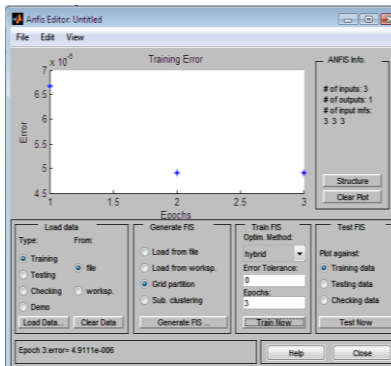 Anfis Editor: Untitled
File Edit View
x 10⁻⁶
Training Error
7
6.5
6
5.5
5
4.5
1 1.5 2 2.5 3
Error
Epochs
ANFIS Info.
# of inputs: 3
# of outputs: 1
# of input mfs:
3 3 3
Structure
Clear Plot
Load data
Type: From:
Training
Testing
Checking
Demo
file
worksp.
Load Data... Clear Data
Generate FIS
Load from file
Load from worksp.
Grid partition
Sub. clustering
Generate FIS ...
Train FIS
Optim. Method:
hybrid
Error Tolerance:
0
Epochs:
3
Train Now
Test FIS
Plot against:
Training data
Testing data
Checking data
Test Now
Epoch 3:error= 4.9111e-006
Help Close